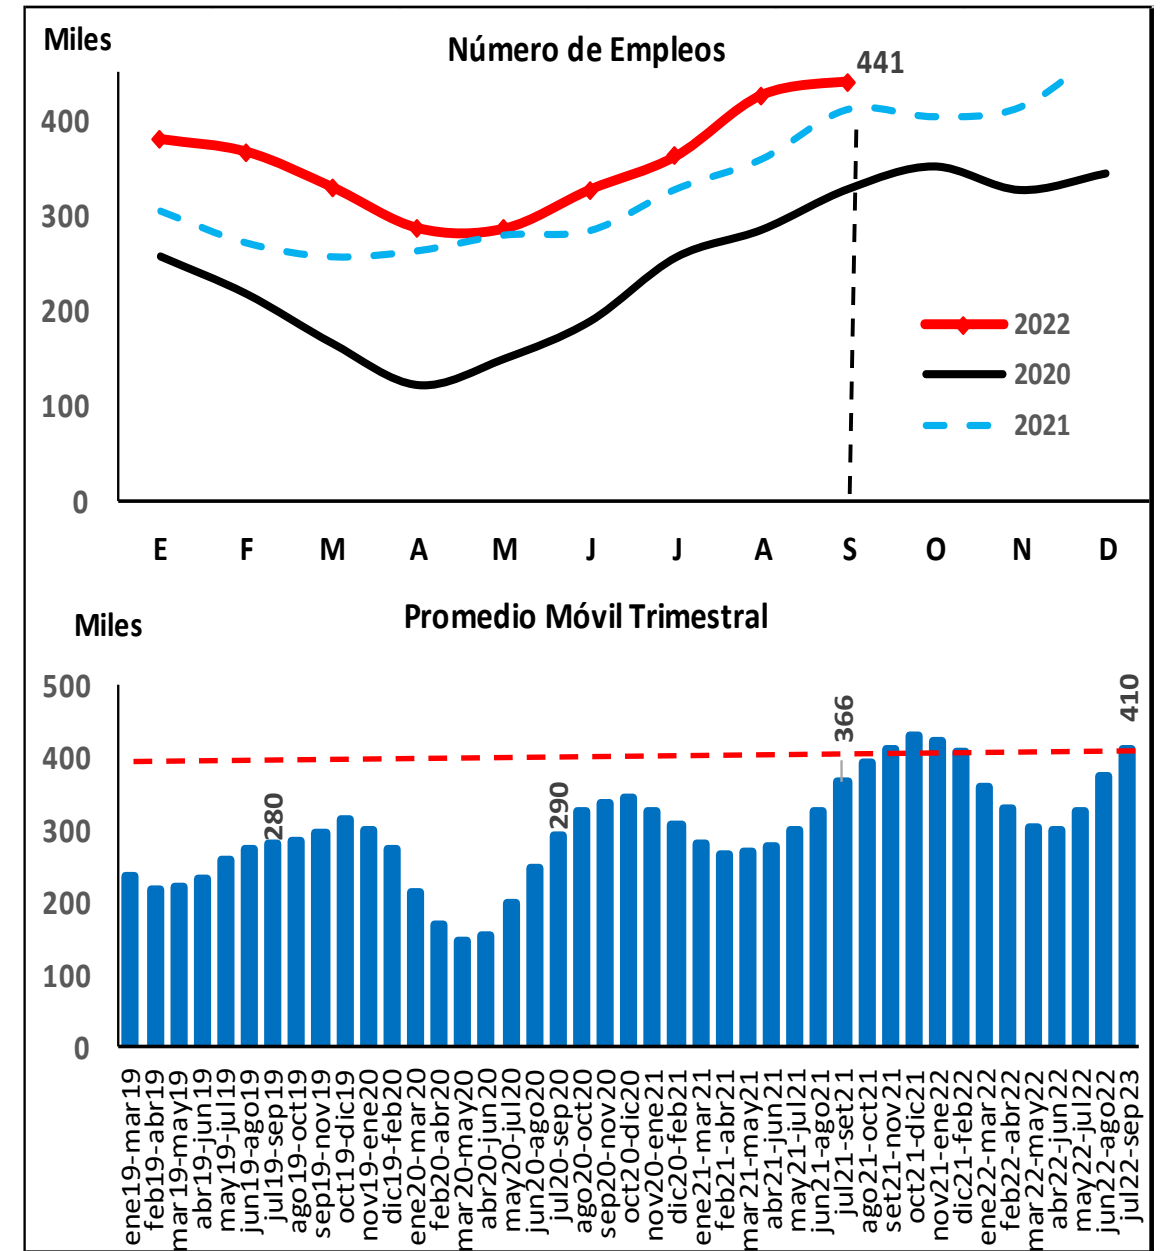 Miles
Número de Empleos
441
400
300
200
100
0
2022
2020
2021
E F M A M J J A S O N D
Miles
Promedio Móvil Trimestral
500
400
300
200
100
0
280
290
366
410
ene19-mar19
feb19-abr19
mar19-may19
abr19-jun19
may19-jul19
jun19-ago19
jul19-sep19
ago19-oct19
sep19-nov19
oct19-dic19
nov19-ene20
dic19-feb20
ene20-mar20
feb20-abr20
mar20-may20
abr20-jun20
may20-jul20
jun20-ago20
jul20-sep20
ago20-oct20
sep20-nov20
oct20-dic20
nov20-ene21
dic20-feb21
ene21-mar21
feb21-abr21
mar21-may21
abr21-jun21
may21-jul21
jun21-ago21
jul21-set21
ago21-oct21
set21-nov21
oct21-dic21
nov21-ene22
dic21-feb22
ene22-mar22
feb22-abr22
mar22-may22
abr22-jun22
may22-jul22
jun22-ago22
jul22-sep23